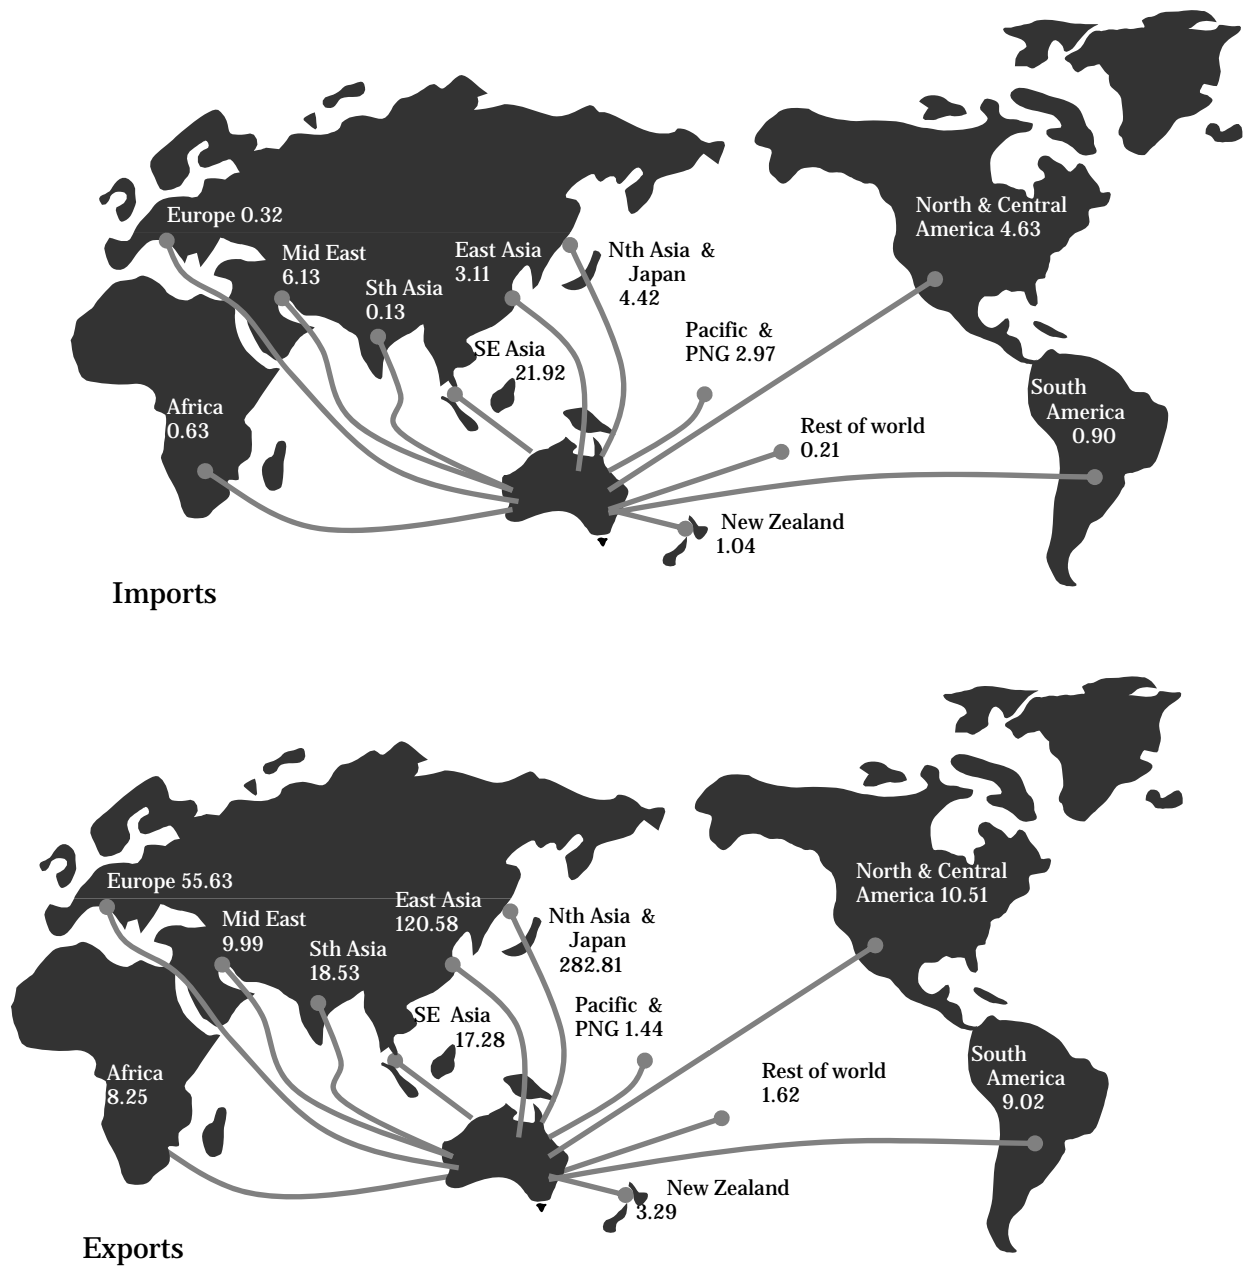 Europe 0.32
Mid East
6.13
Sth Asia
0.13
East Asia
3.11
Nth Asia &
Japan
4.42
SE Asia
21.92
Pacific &
PNG 2.97
North & Central
America 4.63
South
America
0.90
Africa
0.63
Rest of world
0.21
New Zealand
1.04
Imports
Europe 55.63
Mid East
9.99
Sth Asia
18.53
East Asia
120.58
Nth Asia &
Japan
282.81
SE Asia
17.28
Pacific &
PNG 1.44
North & Central
America 10.51
South
America
9.02
Africa
8.25
Rest of world
1.62
New Zealand
3.29
Exports